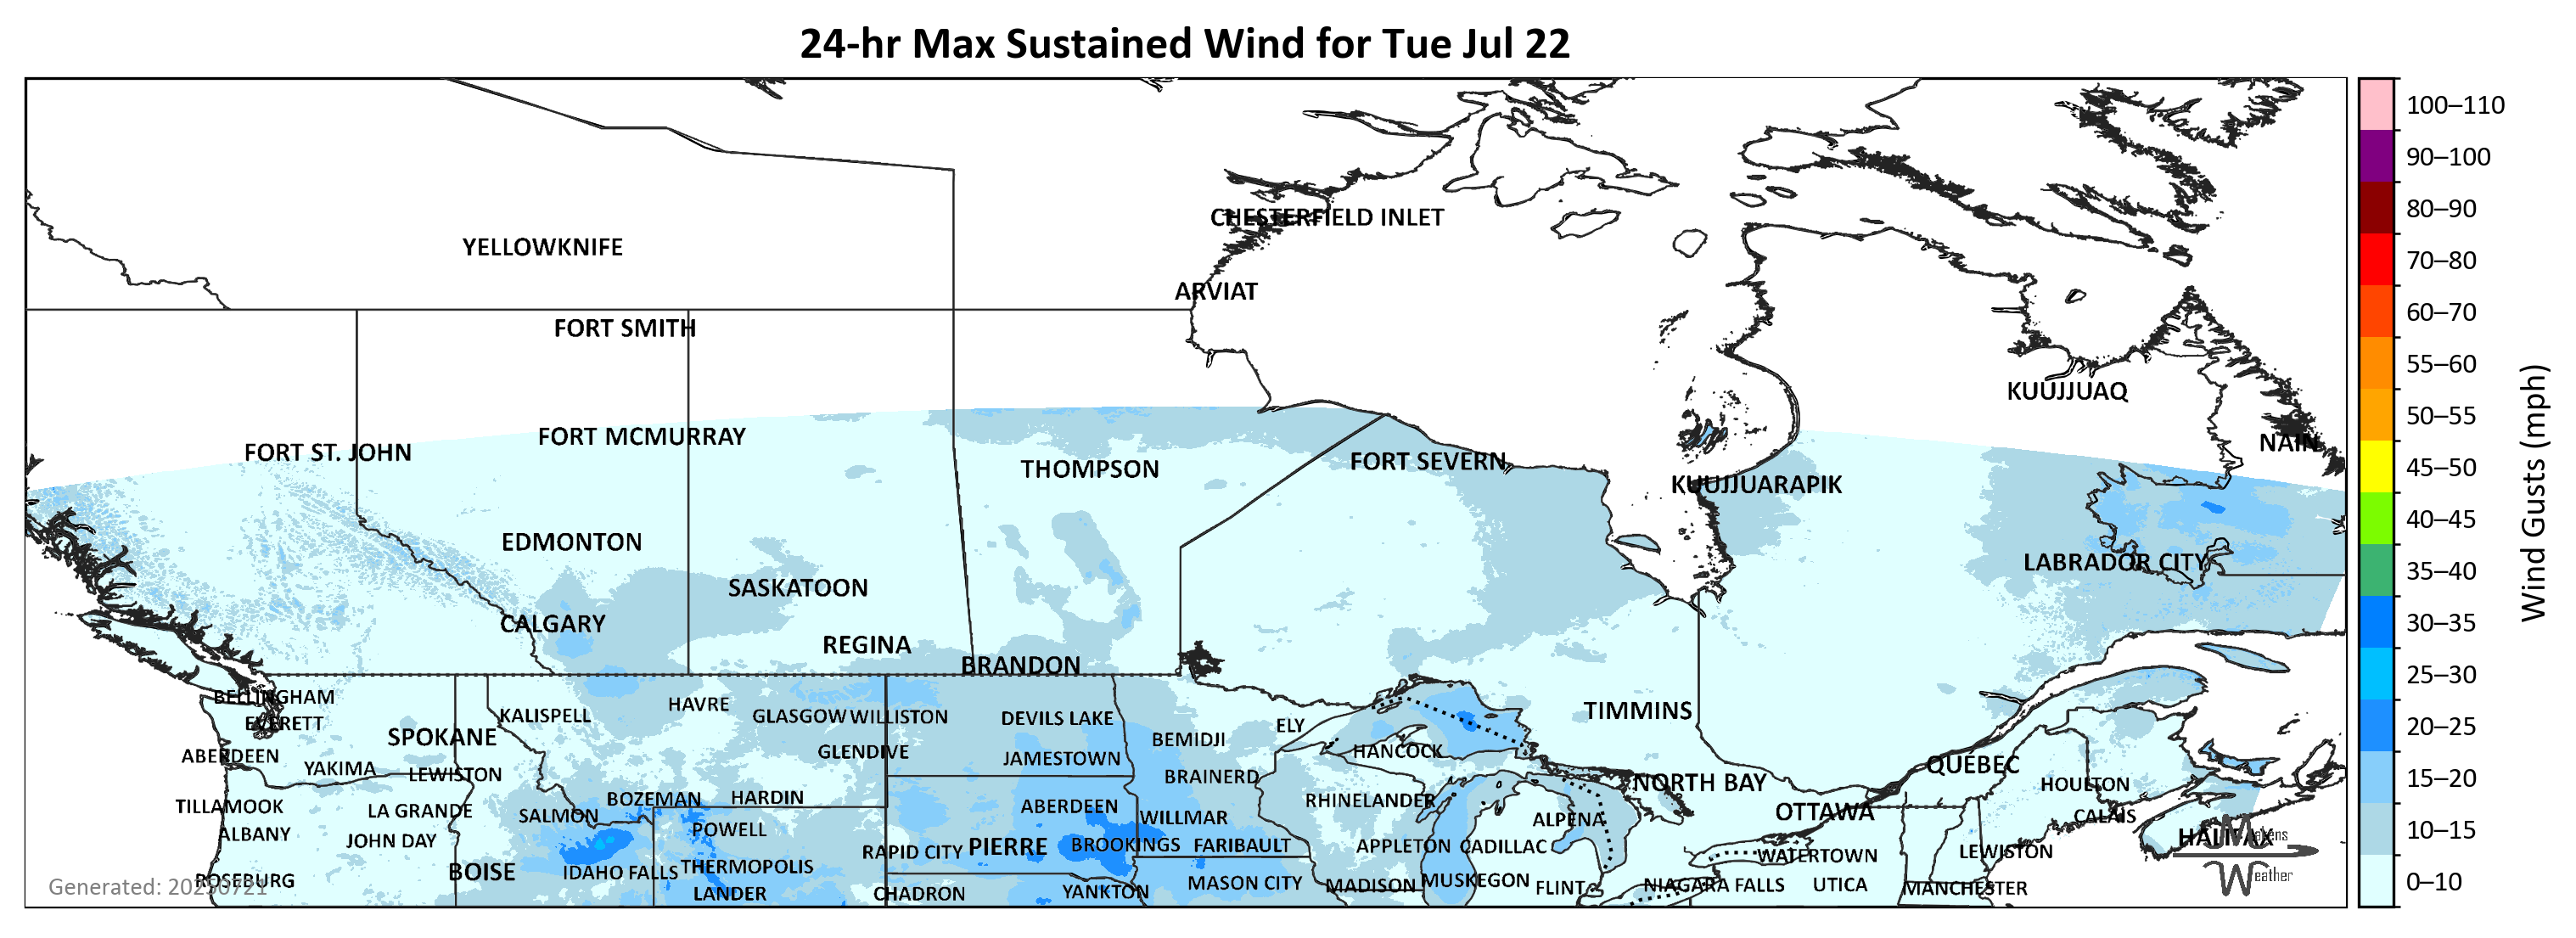 24-hr Max Sustained Wind for Tue Jul 22
100–110
90–100
80–90
70–80
60–70
55–60
50–55
45–50
40–45
35–40
30–35
25–30
20–25
15–20
10–15
0–10
Wind Gusts (mph)
CHESTERFIELD INLET
YELLOWKNIFE
ARVIAT
FORT SMITH
KUUJJUAQ
FORT MCMURRAY
NAIN
FORT ST. JOHN
FORT SEVERN
THOMPSON
KUUJJUARAPIK
EDMONTON
LABRADOR CITY
SASKATOON
CALGARY
REGINA
BRANDON
BELLINGHAM
HAVRE
TIMMINS
KALISPELL
GLASGOW
WILLISTON
DEVILS LAKE
EVERETT
ELY
SPOKANE
BEMIDJI
HANCOCK
GLENDIVE
ABERDEEN
JAMESTOWN
QUÉBEC
YAKIMA
LEWISTON
BRAINERD
NORTH BAY
HOULTON
BOZEMAN
HARDIN
RHINELANDER
TILLAMOOK
LA GRANDE
ABERDEEN
OTTAWA
SALMON
WILLMAR
CALAIS
ALPENA
POWELL
ALBANY
HALIFAX
Makens
JOHN DAY
BROOKINGS
FARIBAULT
APPLETON
CADILLAC
PIERRE
RAPID CITY
LEWISTON
WATERTOWN
THERMOPOLIS
BOISE
IDAHO FALLS
Weather
ROSEBURG
MUSKEGON
MASON CITY
MADISON
NIAGARA FALLS
UTICA
Generated: 20250721
FLINT
MANCHESTER
YANKTON
LANDER
CHADRON